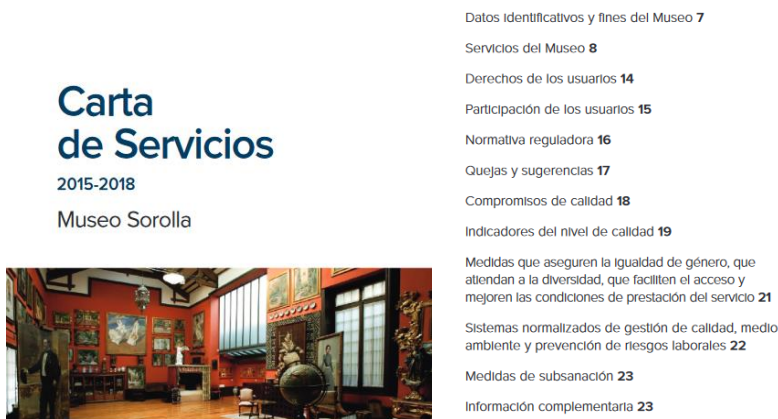 Carta
de Servicios
2015-2018
Museo Sorolla
Datos identificativos y fines del Museo 7
Servicios del Museo 8
Derechos de los usuarios 14
Participación de los usuarios 15
Normativa reguladora 16
Quejas y sugerencias 17
Compromisos de calidad 18
Indicadores del nivel de calidad 19
Medidas que aseguren la igualdad de género, que
atiendan a la diversidad, que faciliten el acceso y
mejoren las condiciones de prestación del servicio 21
Sistemas normalizados de gestión de calidad, medio
ambiente y prevención de riesgos laborales 22
Medidas de subsanación 23
Información complementaria 23